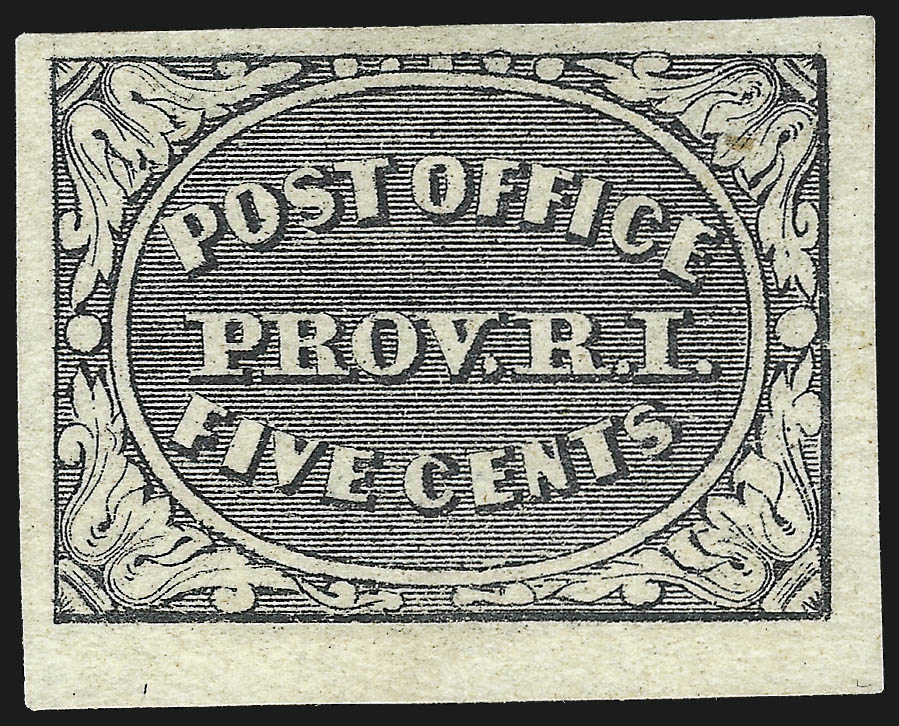 POST OFFICE
PROV. R. I.
FIVE CENTS